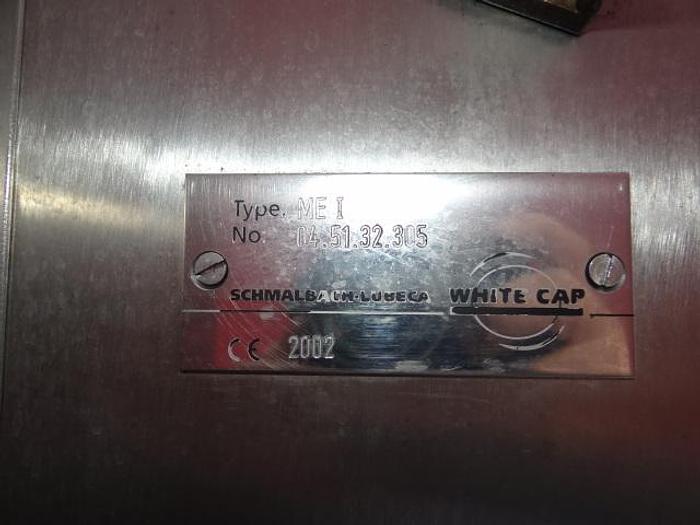 Type. ME I
No. 04.51.32.305
SCHMALBACH-LUBECA WHITE CAP
CE 2002